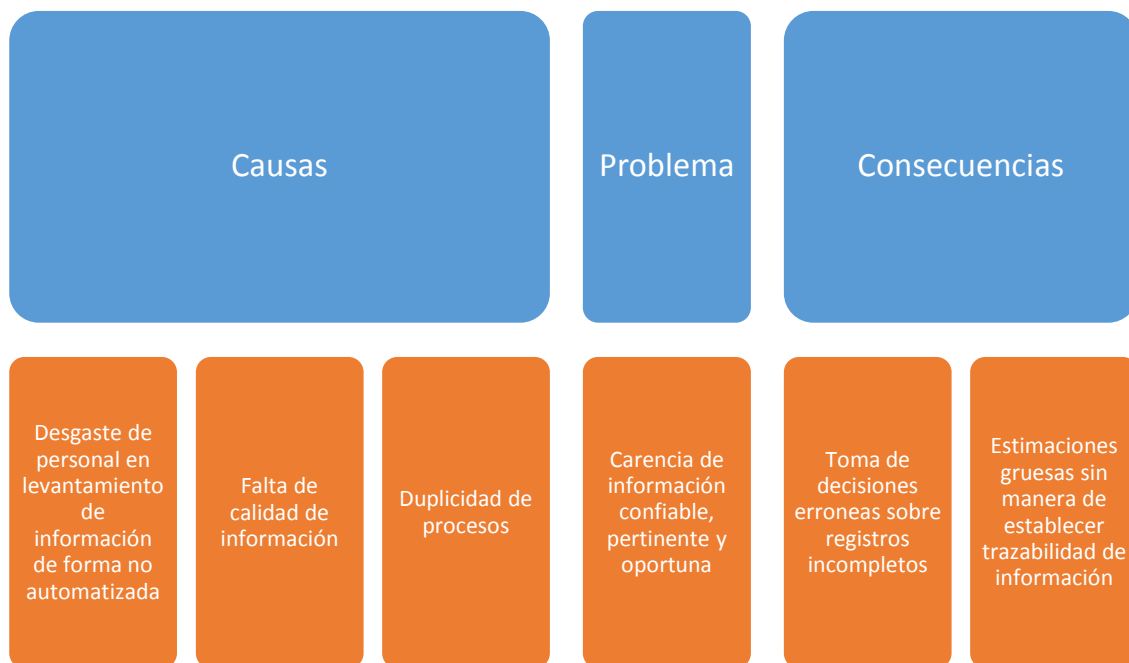 Causas
Problema
Consecuencias
Desgaste de
personal en
levantamiento
de
información
de forma no
automatizada
Falta de
calidad de
información
Duplicidad de
procesos
Carencia de
información
confiable,
pertinente y
oportuna
Toma de
decisiones
erroneas sobre
registros
incompletos
Estimaciones
gruesas sin
manera de
establecer
trazabilidad de
información